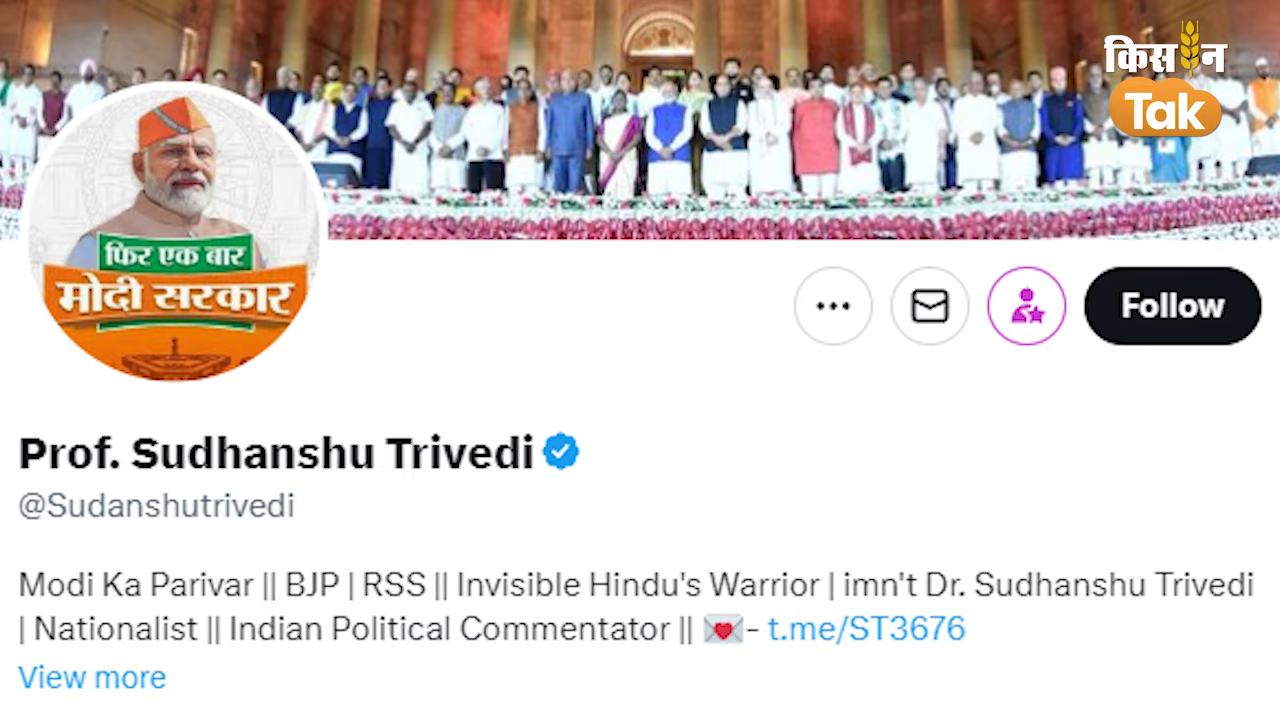 किसान
Tak
फिर एक बार
मोदी सरकार
Follow
Prof. Sudhanshu Trivedi
@Sudanshutrivedi
Modi Ka Parivar || BJP | RSS || Invisible Hindu's Warrior | imn't Dr. Sudhanshu Trivedi
| Nationalist || Indian Political Commentator || 💌- t.me/ST3676
View more